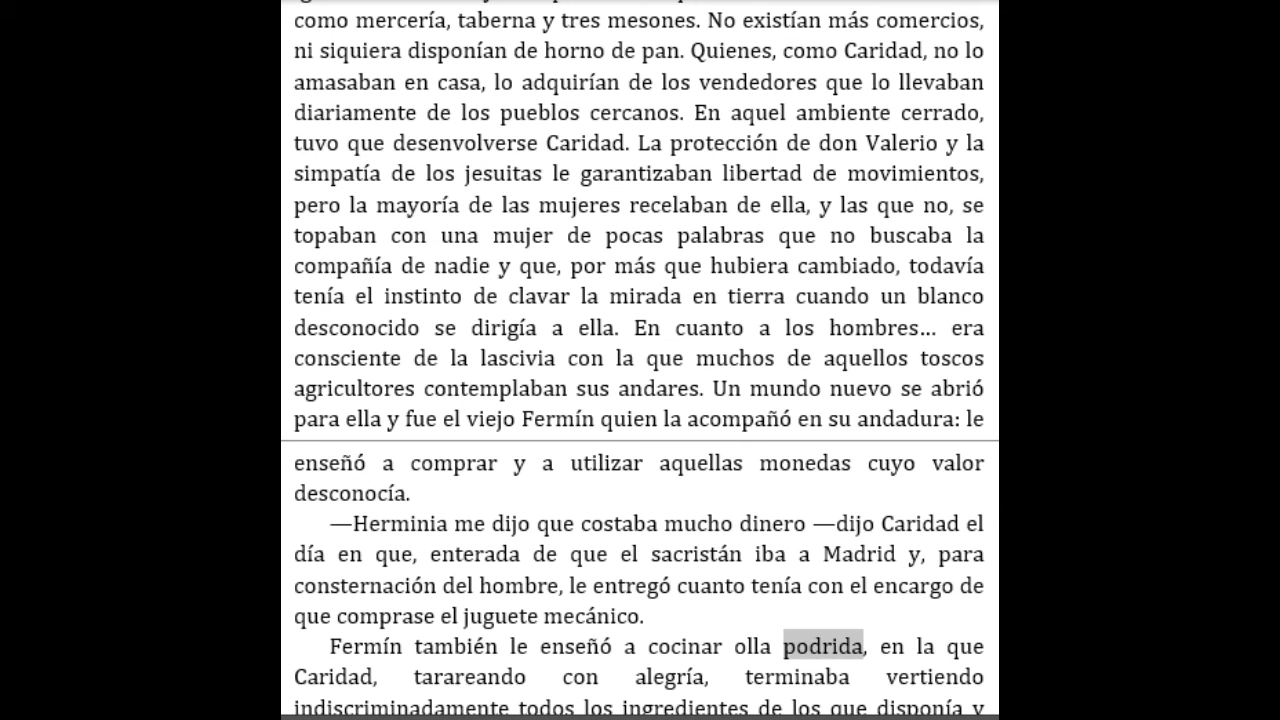 como mercería, taberna y tres mesones. No existían más comercios,
ni siquiera disponían de horno de pan. Quienes, como Caridad, no lo
amasaban en casa, lo adquirían de los vendedores que lo llevaban
diariamente de los pueblos cercanos. En aquel ambiente cerrado,
tuvo que desenvolverse Caridad. La protección de don Valerio y la
simpatía de los jesuitas le garantizaban libertad de movimientos,
pero la mayoría de las mujeres recelaban de ella, y las que no, se
topaban con una mujer de pocas palabras que no buscaba la
compañía de nadie y que, por más que hubiera cambiado, todavía
tenía el instinto de clavar la mirada en tierra cuando un blanco
desconocido se dirigía a ella. En cuanto a los hombres… era
consciente de la lascivia con la que muchos de aquellos toscos
agricultores contemplaban sus andares. Un mundo nuevo se abrió
para ella y fue el viejo Fermín quien la acompañó en su andadura: le
enseñó a comprar y a utilizar aquellas monedas cuyo valor
desconocía.
—Herminia me dijo que costaba mucho dinero —dijo Caridad el
día en que, enterada de que el sacristán iba a Madrid y, para
consternación del hombre, le entregó cuanto tenía con el encargo de
que comprase el juguete mecánico.
Fermín también le enseñó a cocinar olla podrida, en la que
Caridad, tarareando con alegría, terminaba vertiendo
indiscriminadamente todos los ingredientes de los que disponía y